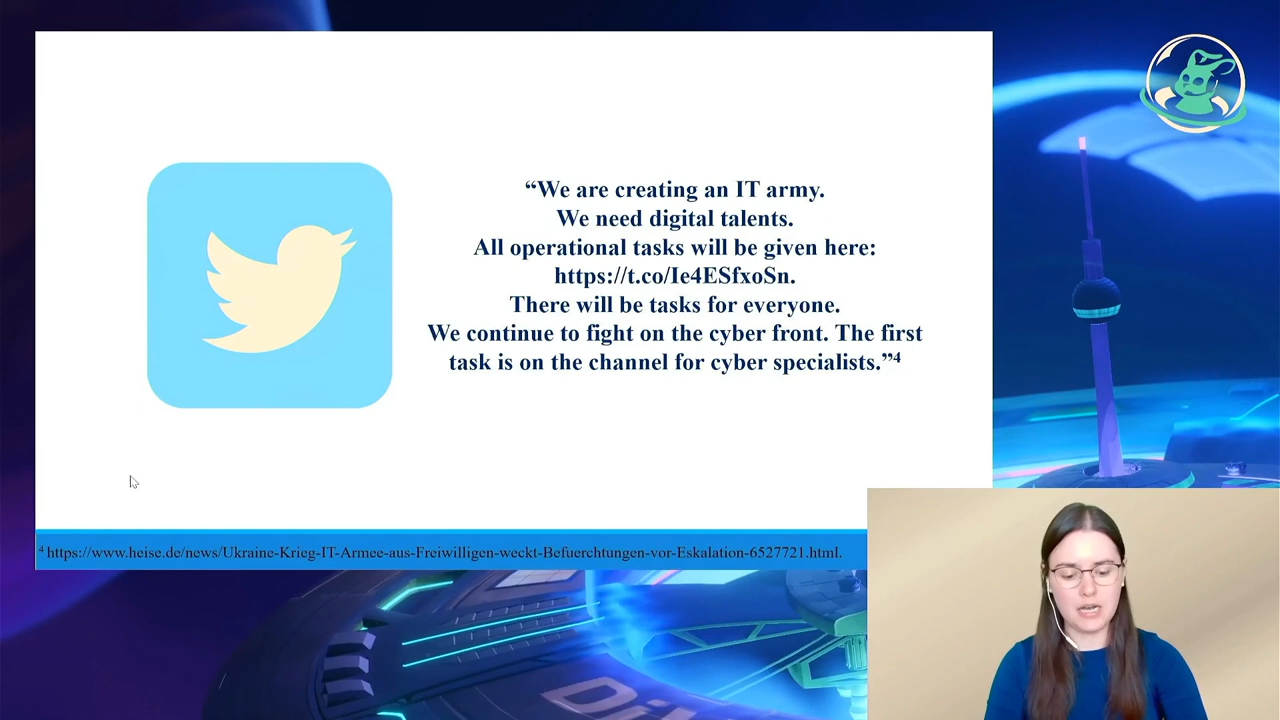 “We are creating an IT army.
We need digital talents.
All operational tasks will be given here:
https://t.co/Ie4ESfxoSn.
There will be tasks for everyone.
We continue to fight on the cyber front. The first
task is on the channel for cyber specialists.”4
4 https://www.heise.de/news/Ukraine-Krieg-IT-Armee-aus-Freiwilligen-weckt-Befuerchtungen-vor-Eskalation-6527721.html.